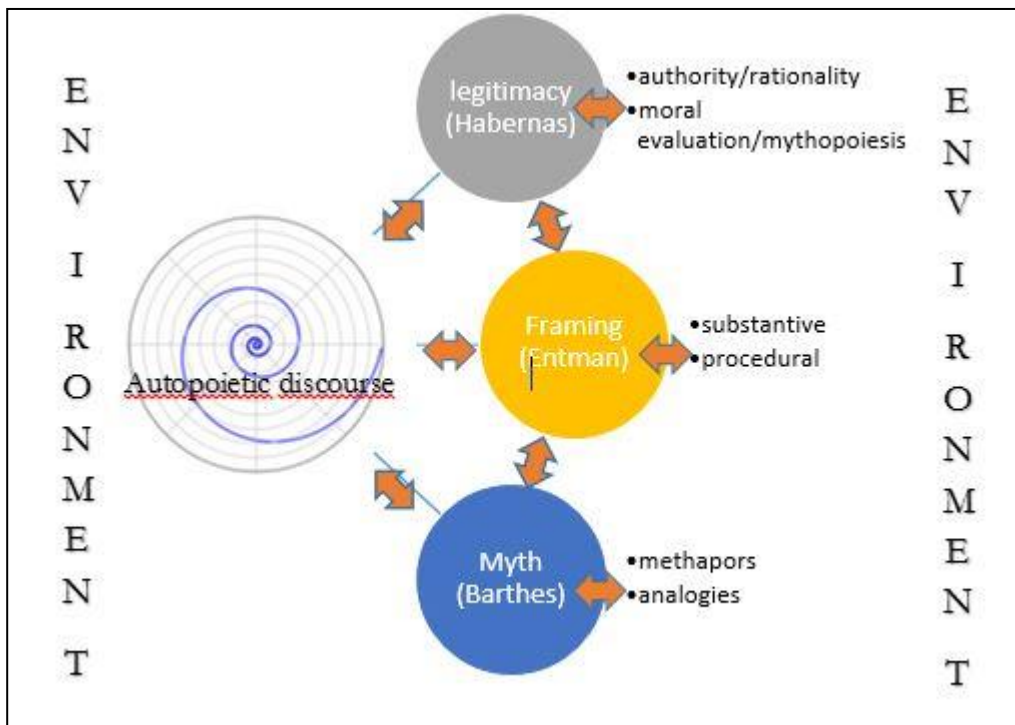 E
N
V
I
R
O
N
M
E
N
T
legitimacy
(Habernas)
•authority/rationality
•moral
evaluation/mythopoiesis
Autopoietic discourse
Framing
(Entman)
•substantive
•procedural
Myth
(Barthes)
•methapors
•analogies
E
N
V
I
R
O
N
M
E
N
T